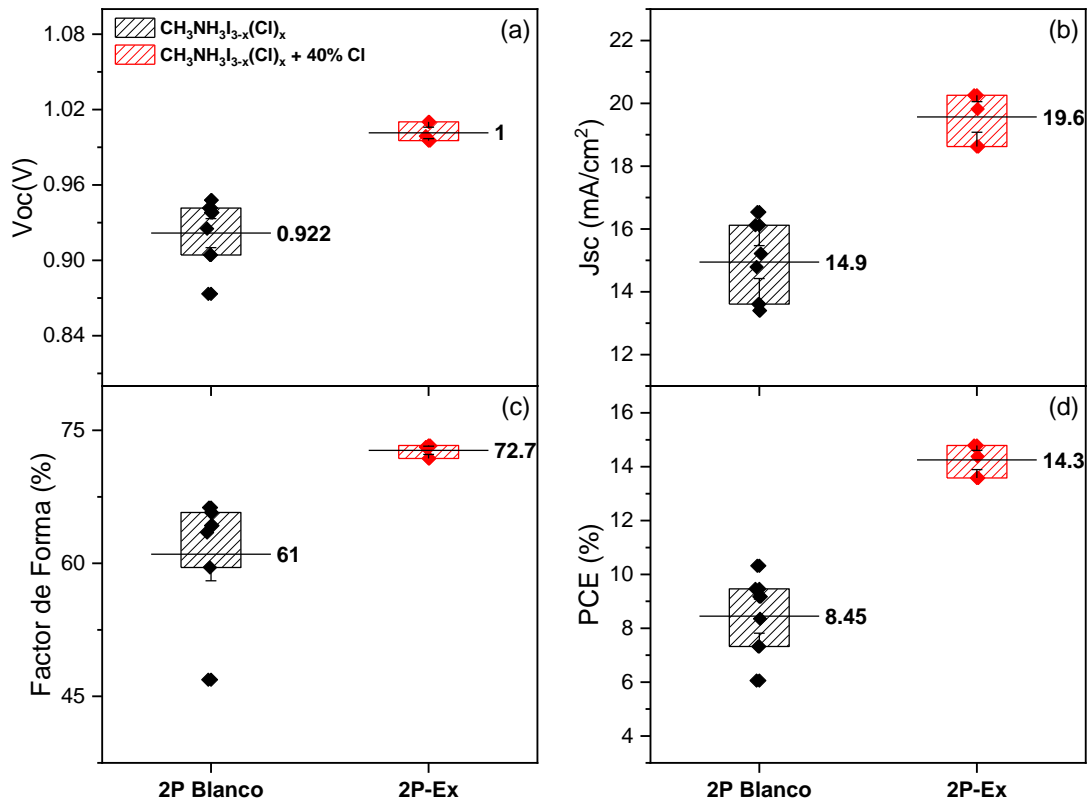 (a)
CH₃NH₃I₃₋ₓ(Cl)ₓ
CH₃NH₃I₃₋ₓ(Cl)ₓ + 40% Cl
Voc(V)
1.08
1.02
0.96
0.90
0.84
1
0.922
(b)
Jsc (mA/cm²)
22
20
18
16
14
12
19.6
14.9
(c)
Factor de Forma (%)
75
60
45
72.7
61
2P Blanco
2P-Ex
(d)
PCE (%)
16
14
12
10
8
6
4
14.3
8.45
2P Blanco
2P-Ex